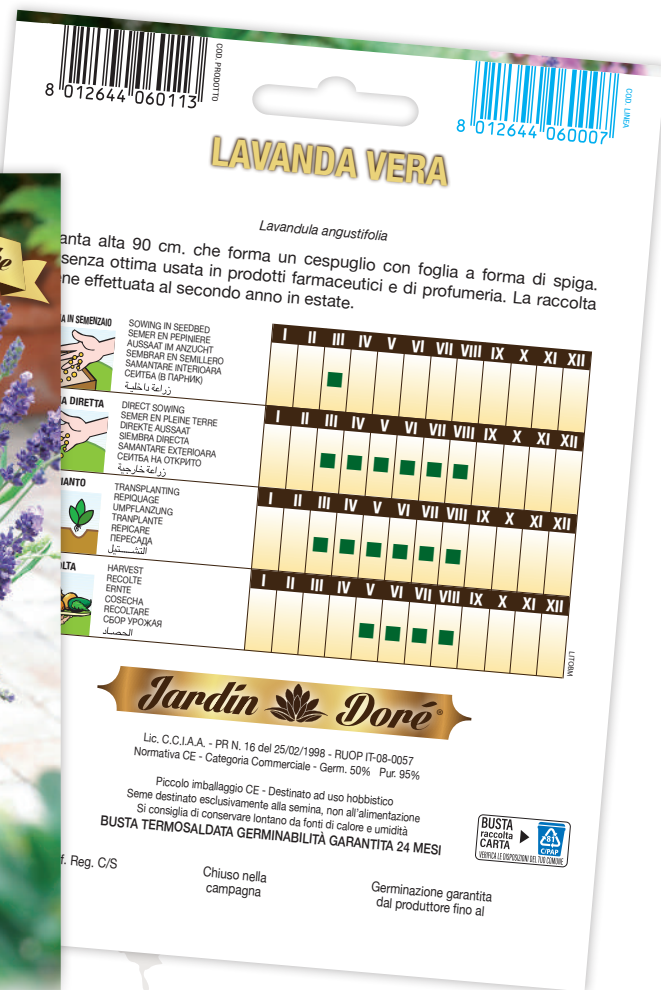 COD. PRODOTTO
8 012644 060113
COD. LINEA
8 012644 060007
LAVANDA VERA
Lavandula angustifolia
anta alta 90 cm. che forma un cespuglio con foglia a forma di spiga.
senza ottima usata in prodotti farmaceutici e di profumeria. La raccolta
ne effettuata al secondo anno in estate.
A IN SEMENZAIO
SOWING IN SEEDBED
SEMER EN PEPINIERE
AUSSAAT IM ANZUCHT
SEMBRAR EN SEMILLERO
SAMANTARE INTERIOARA
СЕИТБА (В ПАРНИК)
زراعة داخلية
I II III IV V VI VII VIII IX X XI XII
A DIRETTA
DIRECT SOWING
SEMER EN PLEINE TERRE
DIREKTE AUSSAAT
SIEMBRA DIRECTA
SAMANTARE EXTERIOARA
СЕИТБА НА ОТКРИТО
زراعة خارجية
I II III IV V VI VII VIII IX X XI XII
IANTO
TRANSPLANTING
REPIQUAGE
UMPFLANZUNG
TRANPLANTE
REPICARE
ПЕРЕСАДА
التشستيل
I II III IV V VI VII VIII IX X XI XII
OLTA
HARVEST
RECOLTE
ERNTE
COSECHA
RECOLTARE
СБОР УРОЖАЯ
الحصاد
I II III IV V VI VII VIII IX X XI XII
LITORIM
Jardin Doré®
Lic. C.C.I.A.A. - PR N. 16 del 25/02/1998 - RUOP IT-08-0057
Normativa CE - Categoria Commerciale - Germ. 50% Pur. 95%
Piccolo imballaggio CE - Destinato ad uso hobbistico
Seme destinato esclusivamente alla semina, non all'alimentazione
Si consiglia di conservare lontano da fonti di calore e umidità
BUSTA TERMOSALDATA GERMINABILITÀ GARANTITA 24 MESI
BUSTA
raccolta
CARTA
81
C/PAP
VERIFICA LE DISPOSIZIONI DEL TUO COMUNE
f. Reg. C/S
Chiuso nella
campagna
Germinazione garantita
dal produttore fino al